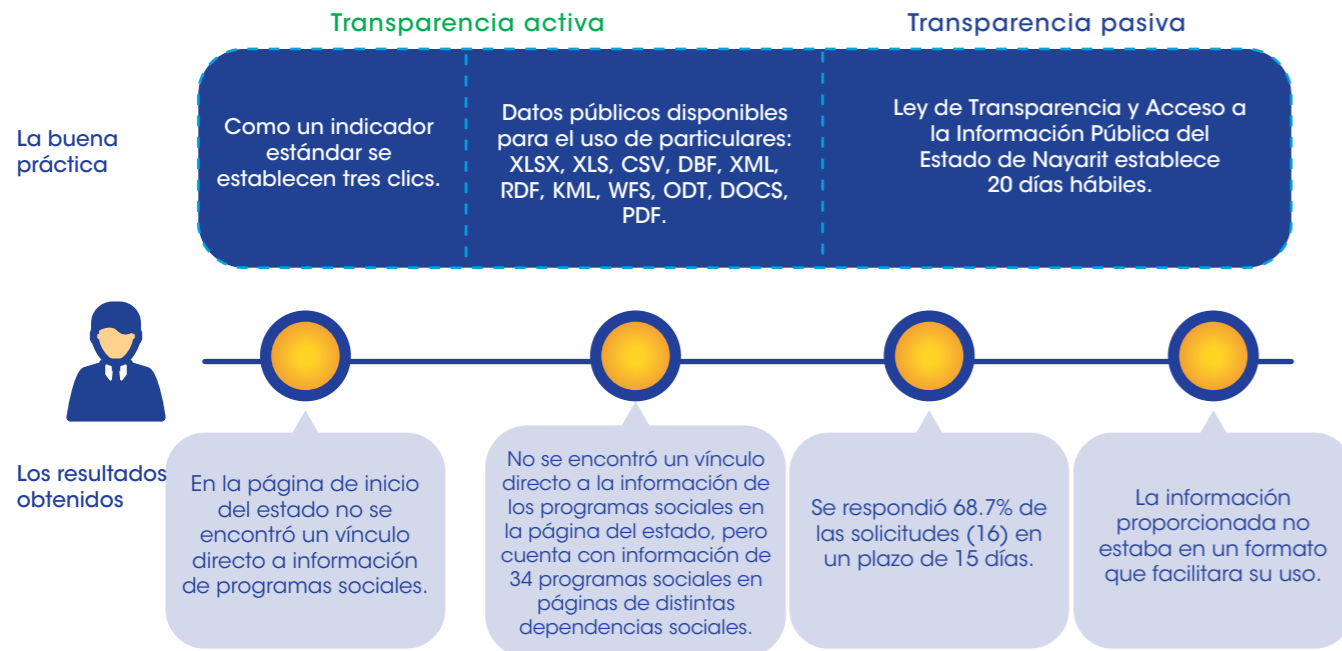 Transparencia activa
Transparencia pasiva
La buena
práctica
Como un indicador
estándar se
establecen tres clics.
Datos públicos disponibles
para el uso de particulares:
XLSX, XLS, CSV, DBF, XML,
RDF, KML, WFS, ODT, DOCS,
PDF.
Ley de Transparencia y Acceso a
la Información Pública del
Estado de Nayarit establece
20 días hábiles.
Los resultados
obtenidos
En la página de inicio
del estado no se
encontró un vínculo
directo a información
de programas sociales.
No se encontró un vínculo
directo a la información de
los programas sociales en
la página del estado, pero
cuenta con información de
34 programas sociales en
páginas de distintas
dependencias sociales.
Se respondió 68.7% de
las solicitudes (16) en
un plazo de 15 días.
La información
proporcionada no
estaba en un formato
que facilitara su uso.